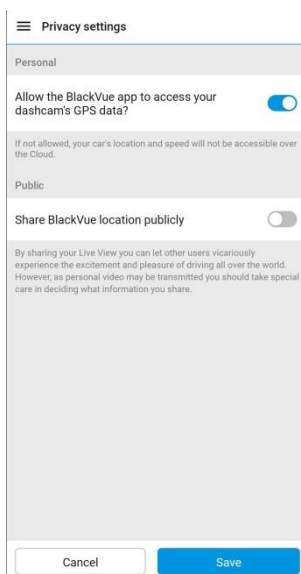 Privacy settings
Personal
Allow the BlackVue app to access your
dashcam's GPS data?
If not allowed, your car's location and speed will not be accessible over
the Cloud.
Public
Share BlackVue location publicly
By sharing your Live View you can let other users vicariously
experience the excitement and pleasure of driving all over the world.
However, as personal video may be transmitted you should take special
care in deciding what information you share.
Cancel
Save